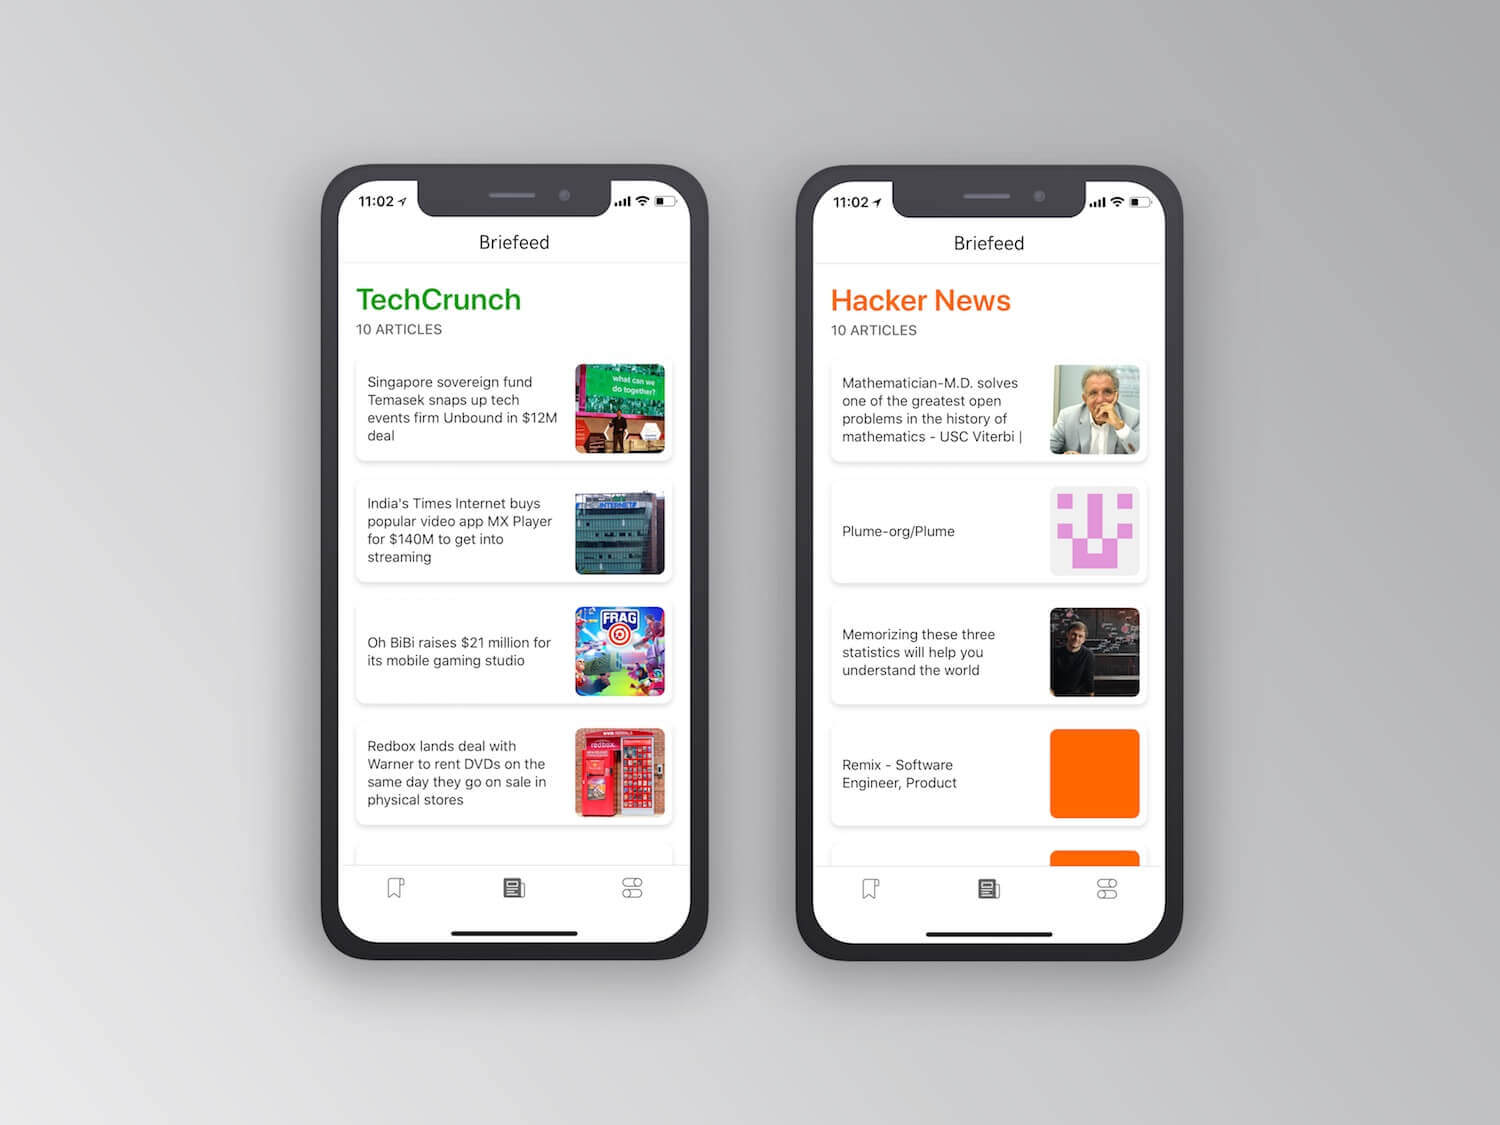 11:02
Briefeed
TechCrunch
10 ARTICLES
Singapore sovereign fund
Temasek snaps up tech
events firm Unbound in $12M
deal
what can we
do together?
India's Times Internet buys
popular video app MX Player
for $140M to get into
streaming
INTERNET
Oh BiBi raises $21 million for
its mobile gaming studio
FRAG
Redbox lands deal with
Warner to rent DVDs on the
same day they go on sale in
physical stores
redbox.
11:02
Briefeed
Hacker News
10 ARTICLES
Mathematician-M.D. solves
one of the greatest open
problems in the history of
mathematics - USC Viterbi |
Plume-org/Plume
Memorizing these three
statistics will help you
understand the world
Remix - Software
Engineer, Product